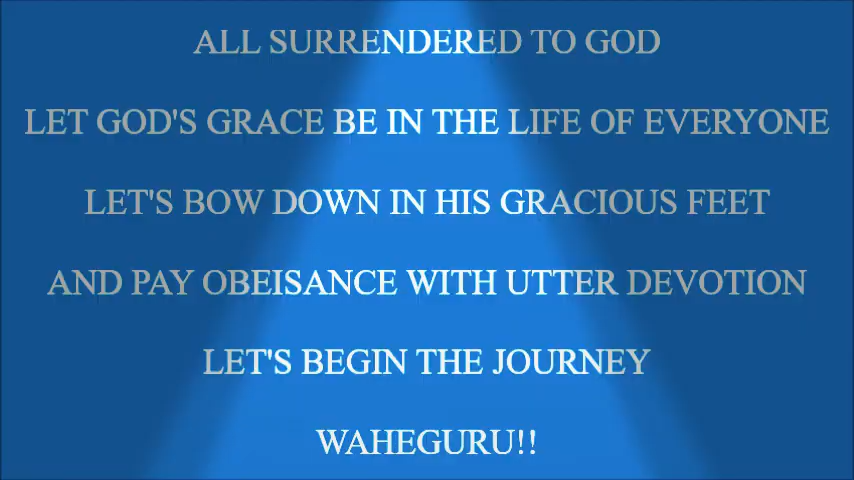 ALL SURRENDERED TO GOD
LET GOD'S GRACE BE IN THE LIFE OF EVERYONE
LET'S BOW DOWN IN HIS GRACIOUS FEET
AND PAY OBEISANCE WITH UTTER DEVOTION
LET'S BEGIN THE JOURNEY
WAHEGURU!!